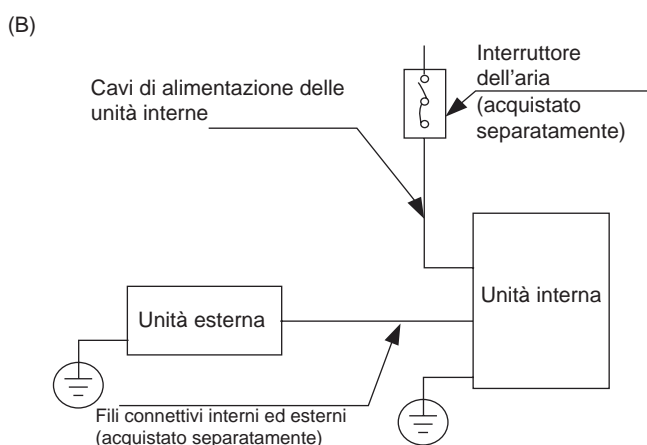 (B)
Interruttore
dell'aria
(acquistato
separatamente)
Cavi di alimentazione delle
unità interne
Unità interna
Unità esterna
Fili connettivi interni ed esterni
(acquistato separatamente)